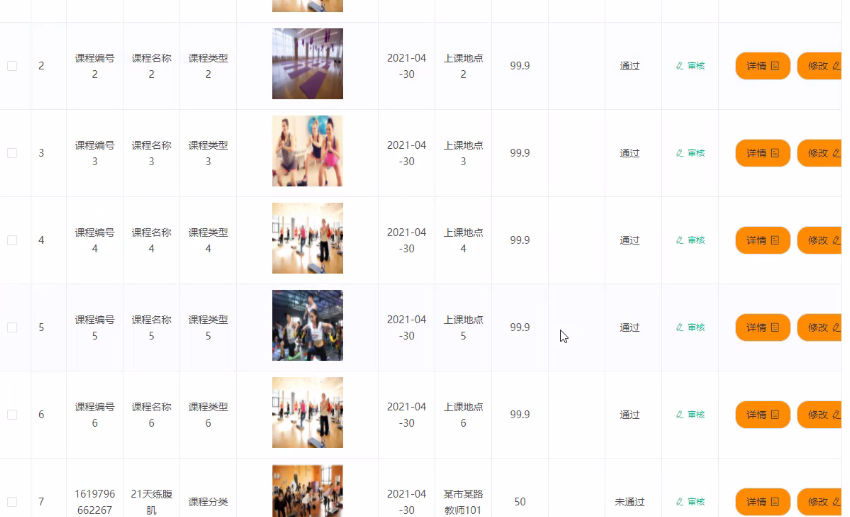 2 课程编号2 课程名称2 课程类型2 2021-04-30 上课地点2 99.9 通过 审核 详情 修改
3 课程编号3 课程名称3 课程类型3 2021-04-30 上课地点3 99.9 通过 审核 详情 修改
4 课程编号4 课程名称4 课程类型4 2021-04-30 上课地点4 99.9 通过 审核 详情 修改
5 课程编号5 课程名称5 课程类型5 2021-04-30 上课地点5 99.9 通过 审核 详情 修改
6 课程编号6 课程名称6 课程类型6 2021-04-30 上课地点6 99.9 通过 审核 详情 修改
7 1619796662267 21天练腹肌 课程分类 2021-04-30 某市某路教师101 50 未通过 审核 详情 修改